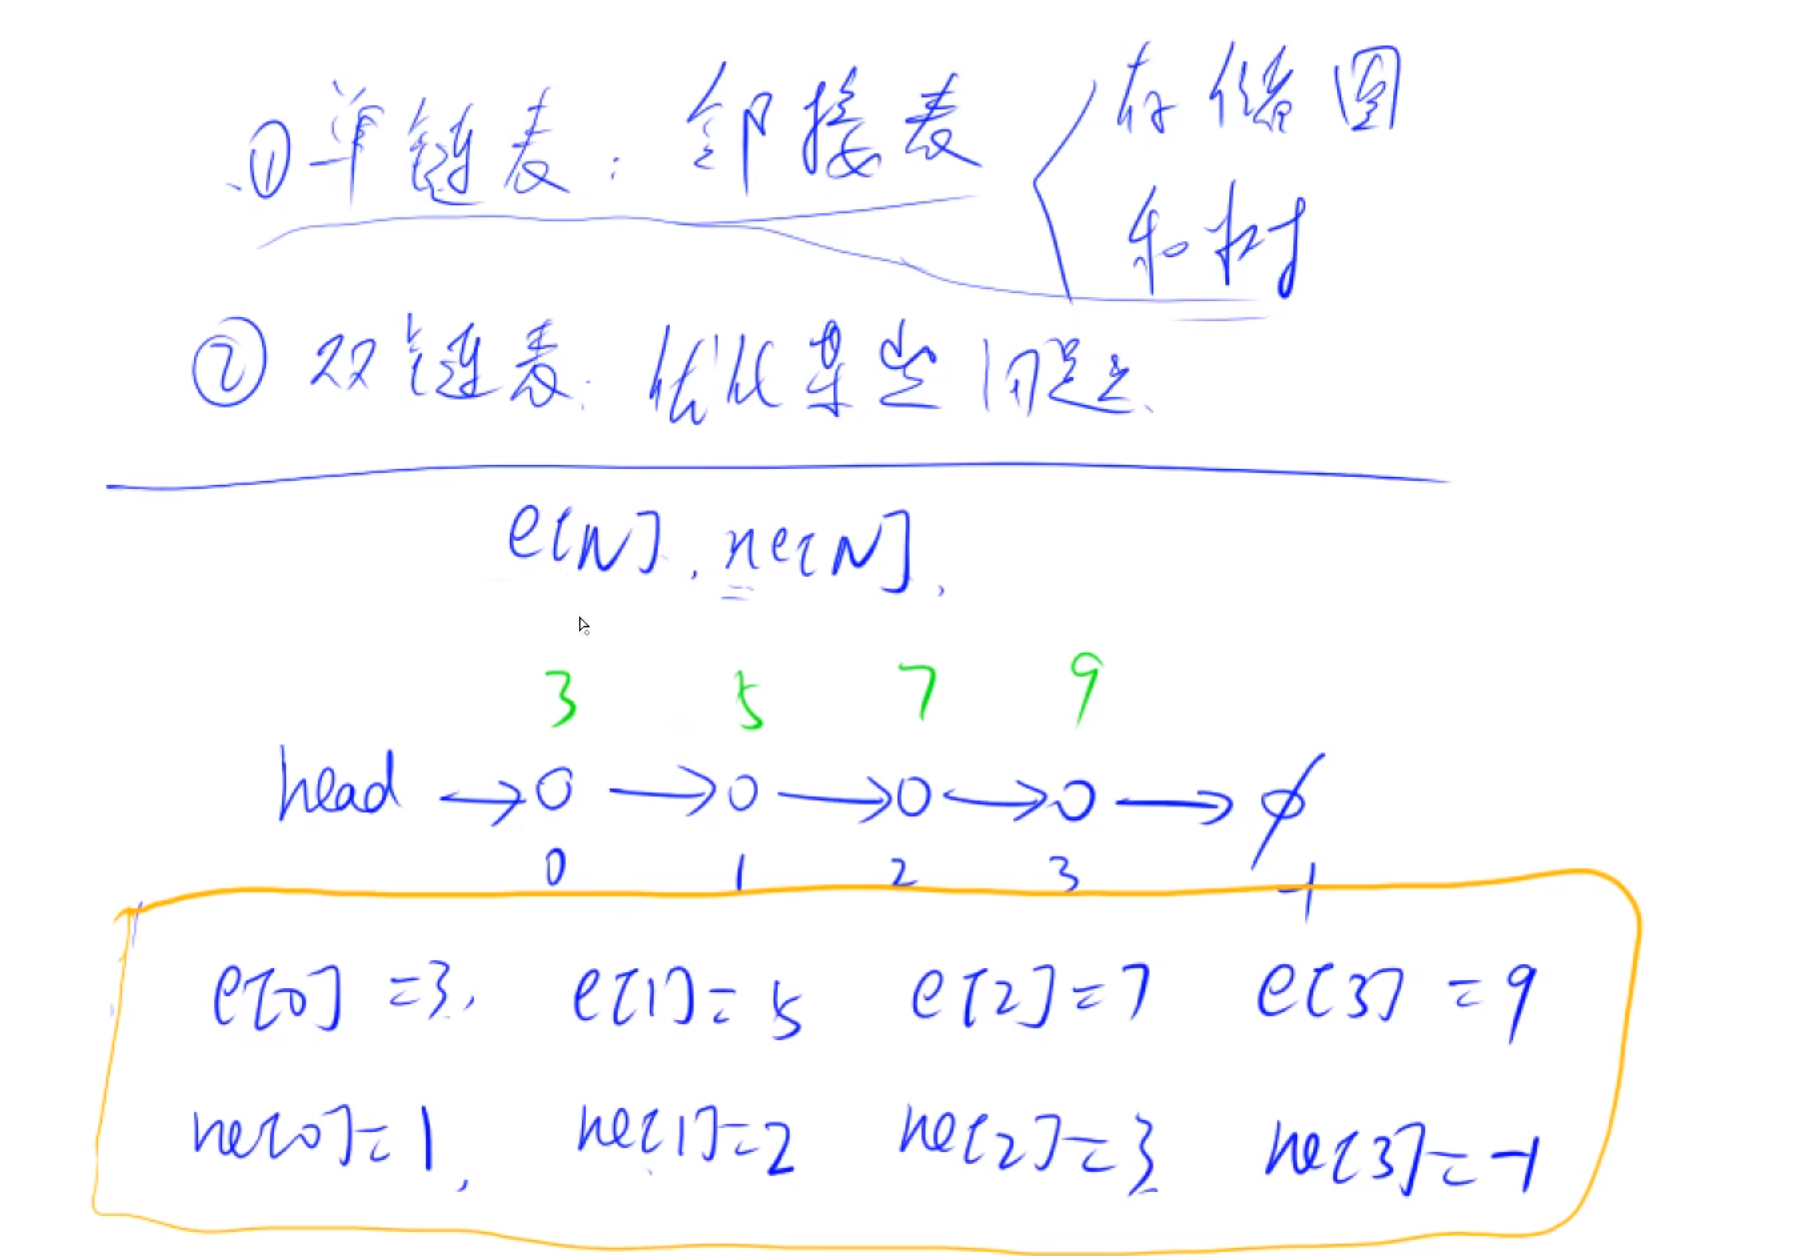 ①单链表:邻接表 存储图
和树
②双链表:优化某些问题
e[N], ne[N],
3 5 7 9
head →O →O →O →O → ϕ
0 1 2 3 -1
e[0]=3, e[1]=5 e[2]=7 e[3]=9
ne[0]=1, ne[1]=2 ne[2]=3 ne[3]=-1